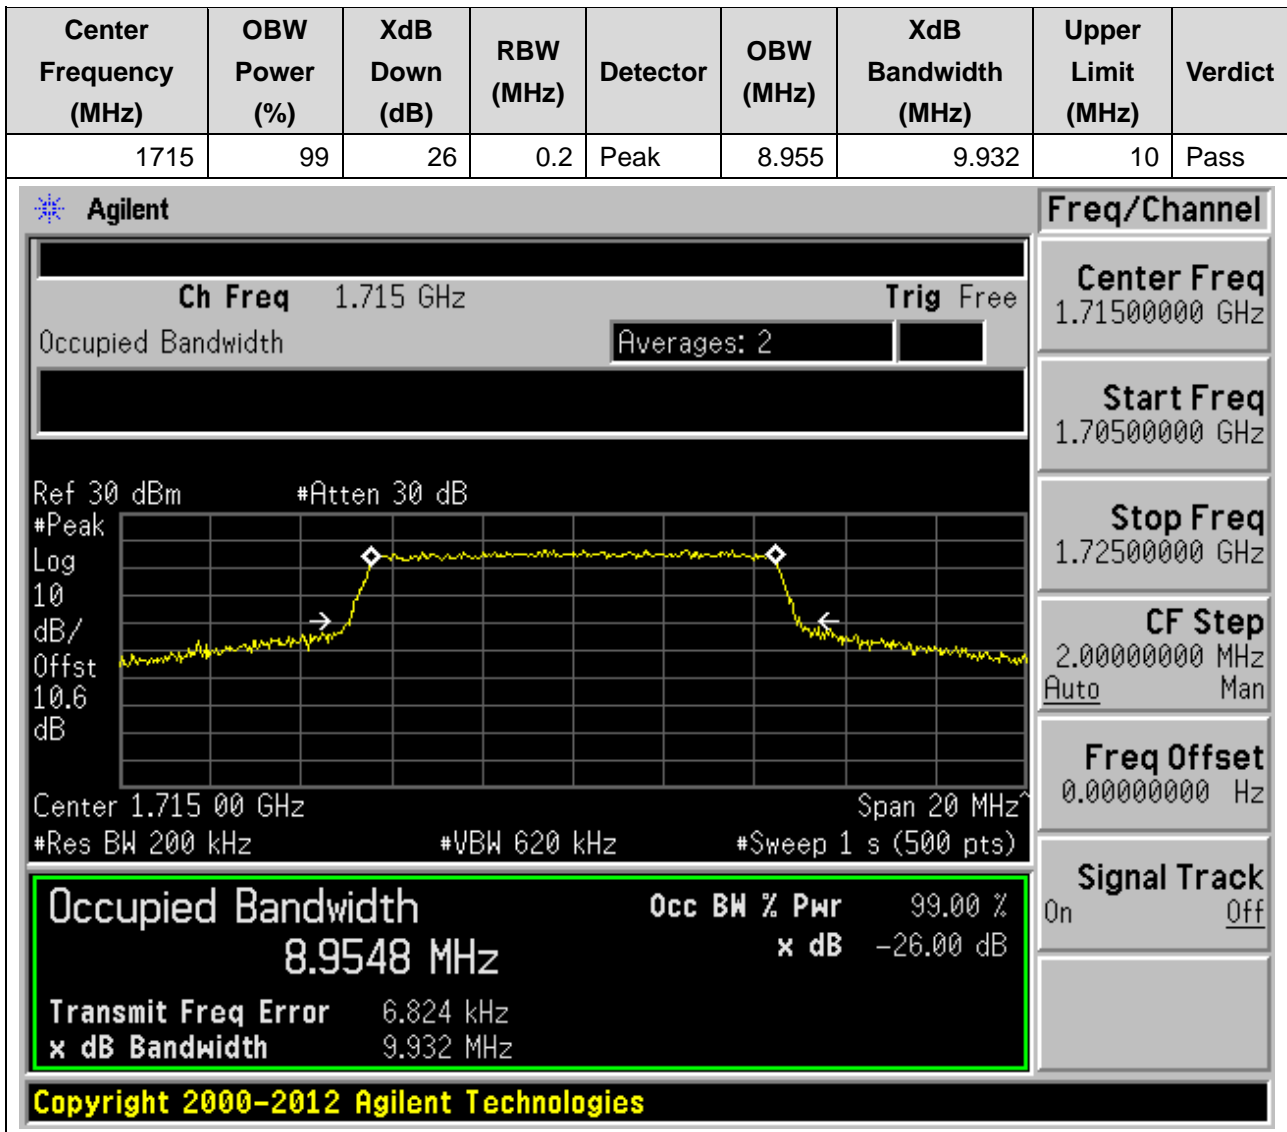 Center Frequency (MHz) OBW Power (%) XdB Down (dB) RBW (MHz) Detector OBW (MHz) XdB Bandwidth (MHz) Upper Limit (MHz) Verdict
1715 99 26 0.2 Peak 8.955 9.932 10 Pass
Agilent
Ch Freq 1.715 GHz Trig Free
Occupied Bandwidth Averages: 2
Ref 30 dBm #Atten 30 dB
#Peak
Log
10
dB/
Offst
10.6
dB
Center 1.715 00 GHz Span 20 MHz^
#Res BW 200 kHz #VBW 620 kHz #Sweep 1 s (500 pts)
Occupied Bandwidth Occ BW % Pwr 99.00 %
8.9548 MHz x dB -26.00 dB
Transmit Freq Error 6.824 kHz
x dB Bandwidth 9.932 MHz
Copyright 2000-2012 Agilent Technologies
Freq/Channel
Center Freq
1.71500000 GHz
Start Freq
1.70500000 GHz
Stop Freq
1.72500000 GHz
CF Step
2.00000000 MHz
Auto Man
Freq Offset
0.00000000 Hz
Signal Track
On Off